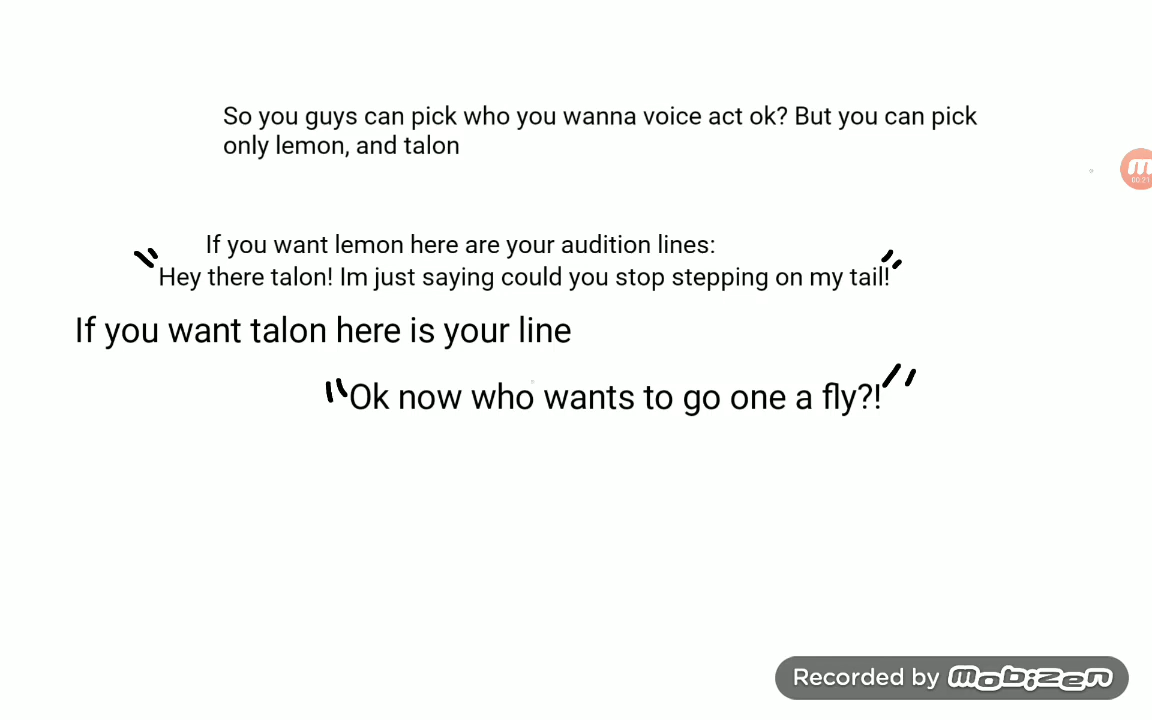 So you guys can pick who you wanna voice act ok? But you can pick
only lemon, and talon
If you want lemon here are your audition lines:
"Hey there talon! Im just saying could you stop stepping on my tail!"
If you want talon here is your line
"Ok now who wants to go one a fly?!"
00:21
Recorded by Mobizen